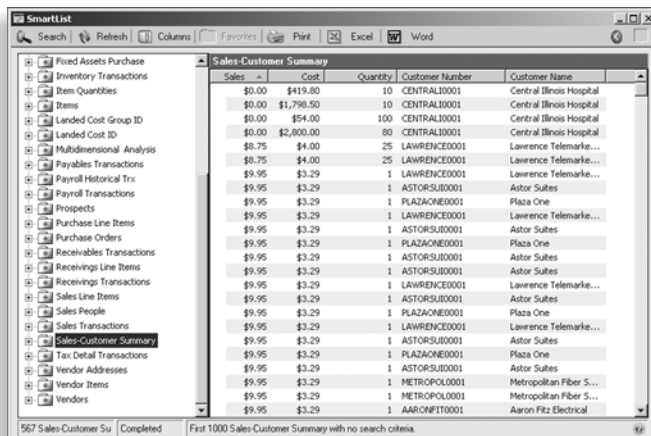 SmartList
Search Refresh Columns Favorites Print Excel Word
Fixed Assets Purchase
Inventory Transactions
Item Quantities
Items
Landed Cost Group ID
Landed Cost ID
Multidimensional Analysis
Payables Transactions
Payroll Historical Trx
Payroll Transactions
Prospects
Purchase Line Items
Purchase Orders
Receivables Transactions
Receivings Line Items
Receivings Transactions
Sales Line Items
Sales People
Sales Transactions
Sales-Customer Summary
Tax Detail Transactions
Vendor Addresses
Vendor Items
Vendors
Sales-Customer Summary
Sales Cost Quantity Customer Number Customer Name
$0.00 $419.80 10 CENTRALI0001 Central Illinois Hospital
$0.00 $1,798.50 10 CENTRALI0001 Central Illinois Hospital
$0.00 $54.00 100 CENTRALI0001 Central Illinois Hospital
$0.00 $2,800.00 80 CENTRALI0001 Central Illinois Hospital
$8.75 $4.00 25 LAWRENCE0001 Lawrence Telemarke...
$8.75 $4.00 25 LAWRENCE0001 Lawrence Telemarke...
$9.95 $3.29 1 LAWRENCE0001 Lawrence Telemarke...
$9.95 $3.29 1 ASTORSUI0001 Astor Suites
$9.95 $3.29 1 PLAZAONE0001 Plaza One
$9.95 $3.29 1 LAWRENCE0001 Lawrence Telemarke...
$9.95 $3.29 1 ASTORSUI0001 Astor Suites
$9.95 $3.29 1 PLAZAONE0001 Plaza One
$9.95 $3.29 1 ASTORSUI0001 Astor Suites
$9.95 $3.29 1 LAWRENCE0001 Lawrence Telemarke...
$9.95 $3.29 1 ASTORSUI0001 Astor Suites
$9.95 $3.29 1 PLAZAONE0001 Plaza One
$9.95 $3.29 1 LAWRENCE0001 Lawrence Telemarke...
$9.95 $3.29 1 ASTORSUI0001 Astor Suites
$9.95 $3.29 1 PLAZAONE0001 Plaza One
$9.95 $3.29 1 ASTORSUI0001 Astor Suites
$9.95 $3.29 1 METROPOL0001 Metropolitan Fiber S...
$9.95 $3.29 1 METROPOL0001 Metropolitan Fiber S...
$9.95 $3.29 1 AARONFIT0001 Aaron Fitz Electrical
567 Sales-Customer Su Completed First 1000 Sales-Customer Summary with no search criteria.